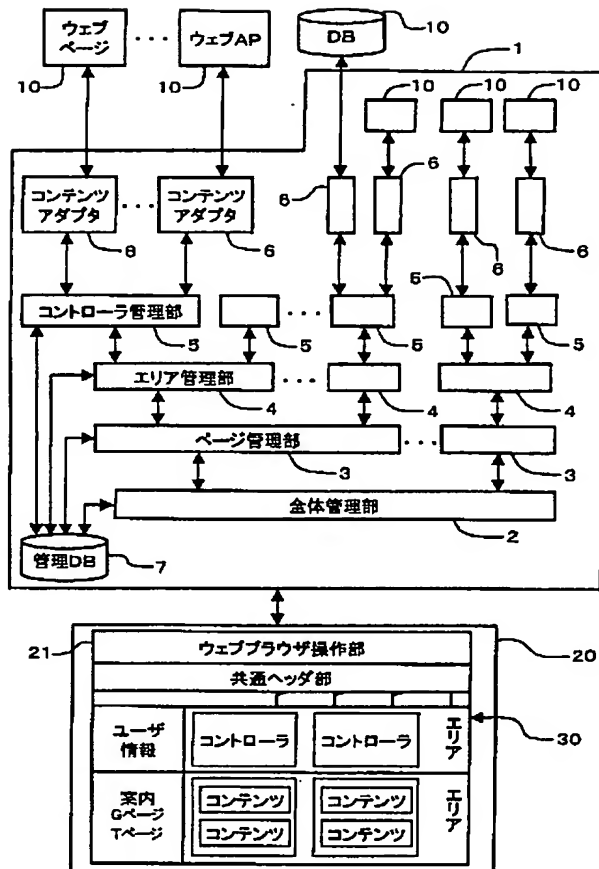 ウェブ
ページ
10
・・・
ウェブAP
10
DB
10
1
10
10
10
コンテンツ
アダプタ
6
・・・
コンテンツ
アダプタ
6
6
6
6
6
コントローラ管理部
5
5
・・・
5
5
5
エリア管理部
4
・・・
4
4
ページ管理部
3
・・・
3
全体管理部
2
管理DB
7
21
ウェブブラウザ操作部
20
共通ヘッダ部
ユーザ
情報
コントローラ
コントローラ
エリア
30
案内
Gページ
Tページ
コンテンツ
コンテンツ
コンテンツ
コンテンツ
エリア